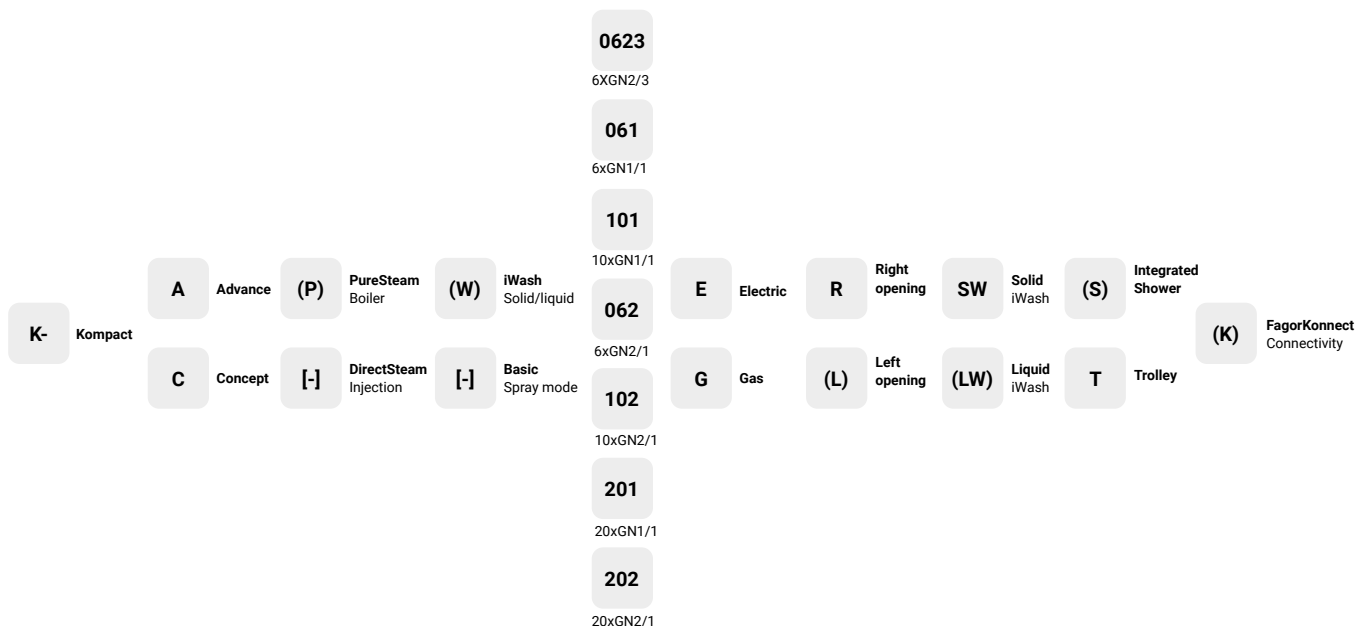 K-
Kompact
A
Advance
C
Concept
(P)
PureSteam
Boiler
[-]
DirectSteam
Injection
(W)
iWash
Solid/liquid
[-]
Basic
Spray mode
0623
6XGN2/3
061
6xGN1/1
101
10xGN1/1
062
6xGN2/1
102
10xGN2/1
201
20xGN1/1
202
20xGN2/1
E
Electric
G
Gas
R
Right
opening
(L)
Left
opening
SW
Solid
iWash
(LW)
Liquid
iWash
(S)
Integrated
Shower
T
Trolley
(K)
FagorKonnect
Connectivity